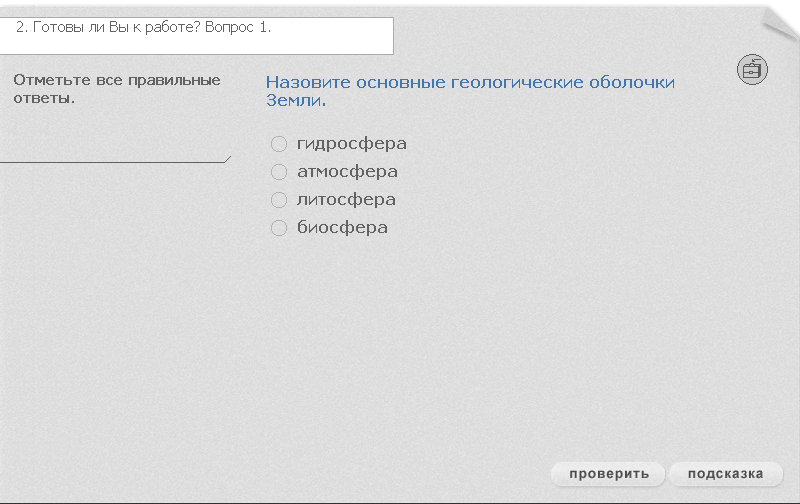 2. Готовы ли Вы к работе? Вопрос 1.
Отметьте все правильные
ответы.
Назовите основные геологические оболочки
Земли.
гидросфера
атмосфера
литосфера
биосфера
проверить
подсказка